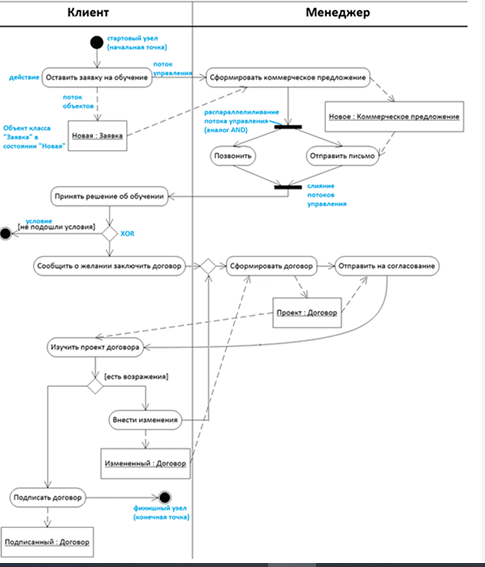 Клиент
Менеджер
стартовый узел
(начальная точка)
действие
Оставить заявку на обучение
поток
управления
Сформировать коммерческое предложение
поток
объектов
Объект класса
"Заявка" в
состоянии "Новая"
Новая : Заявка
распараллеливание
потока управления
(аналог AND)
Новое : Коммерческое предложение
Позвонить
Отправить письмо
слияние
потоков
управления
Принять решение об обучении
условие
[не подошли условия]
XOR
Сообщить о желании заключить договор
Сформировать договор
Отправить на согласование
Проект : Договор
Изучить проект договора
[есть возражения]
Внести изменения
Измененный : Договор
Подписать договор
финишный узел
(конечная точка)
Подписанный : Договор